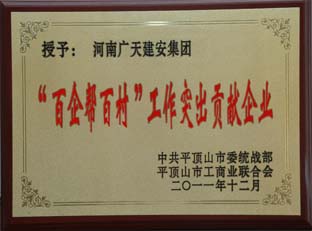 授予：河南广天建安集团
“百企帮百村”工作突出贡献企业
中共平顶山市委统战部
平顶山市工商业联合会
二〇一一年十二月